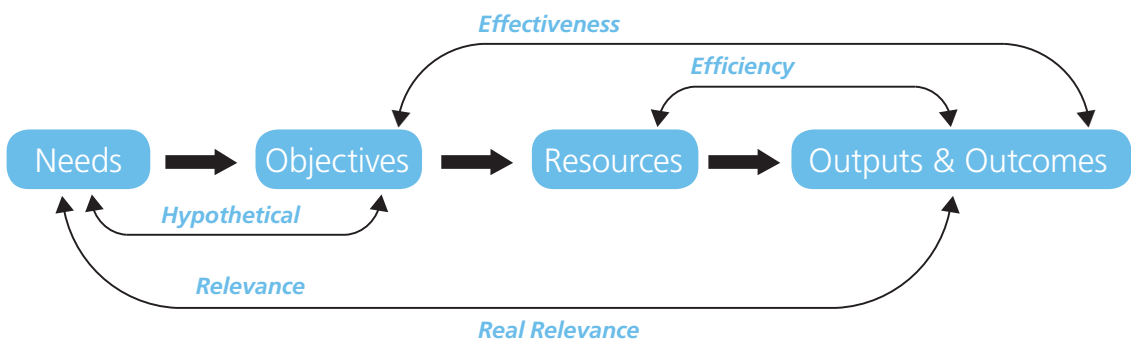 Effectiveness
Efficiency
Needs
Objectives
Resources
Outputs & Outcomes
Hypothetical
Relevance
Real Relevance